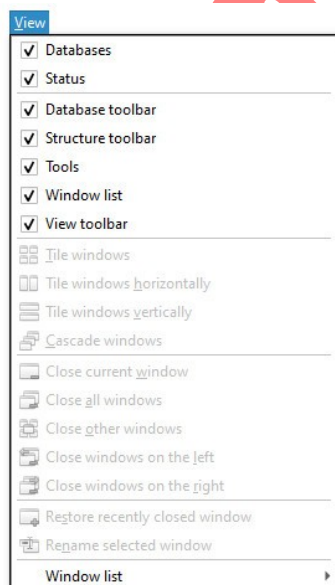 View
Databases
Status
Database toolbar
Structure toolbar
Tools
Window list
View toolbar
Tile windows
Tile windows horizontally
Tile windows vertically
Cascade windows
Close current window
Close all windows
Close other windows
Close windows on the left
Close windows on the right
Restore recently closed window
Rename selected window
Window list